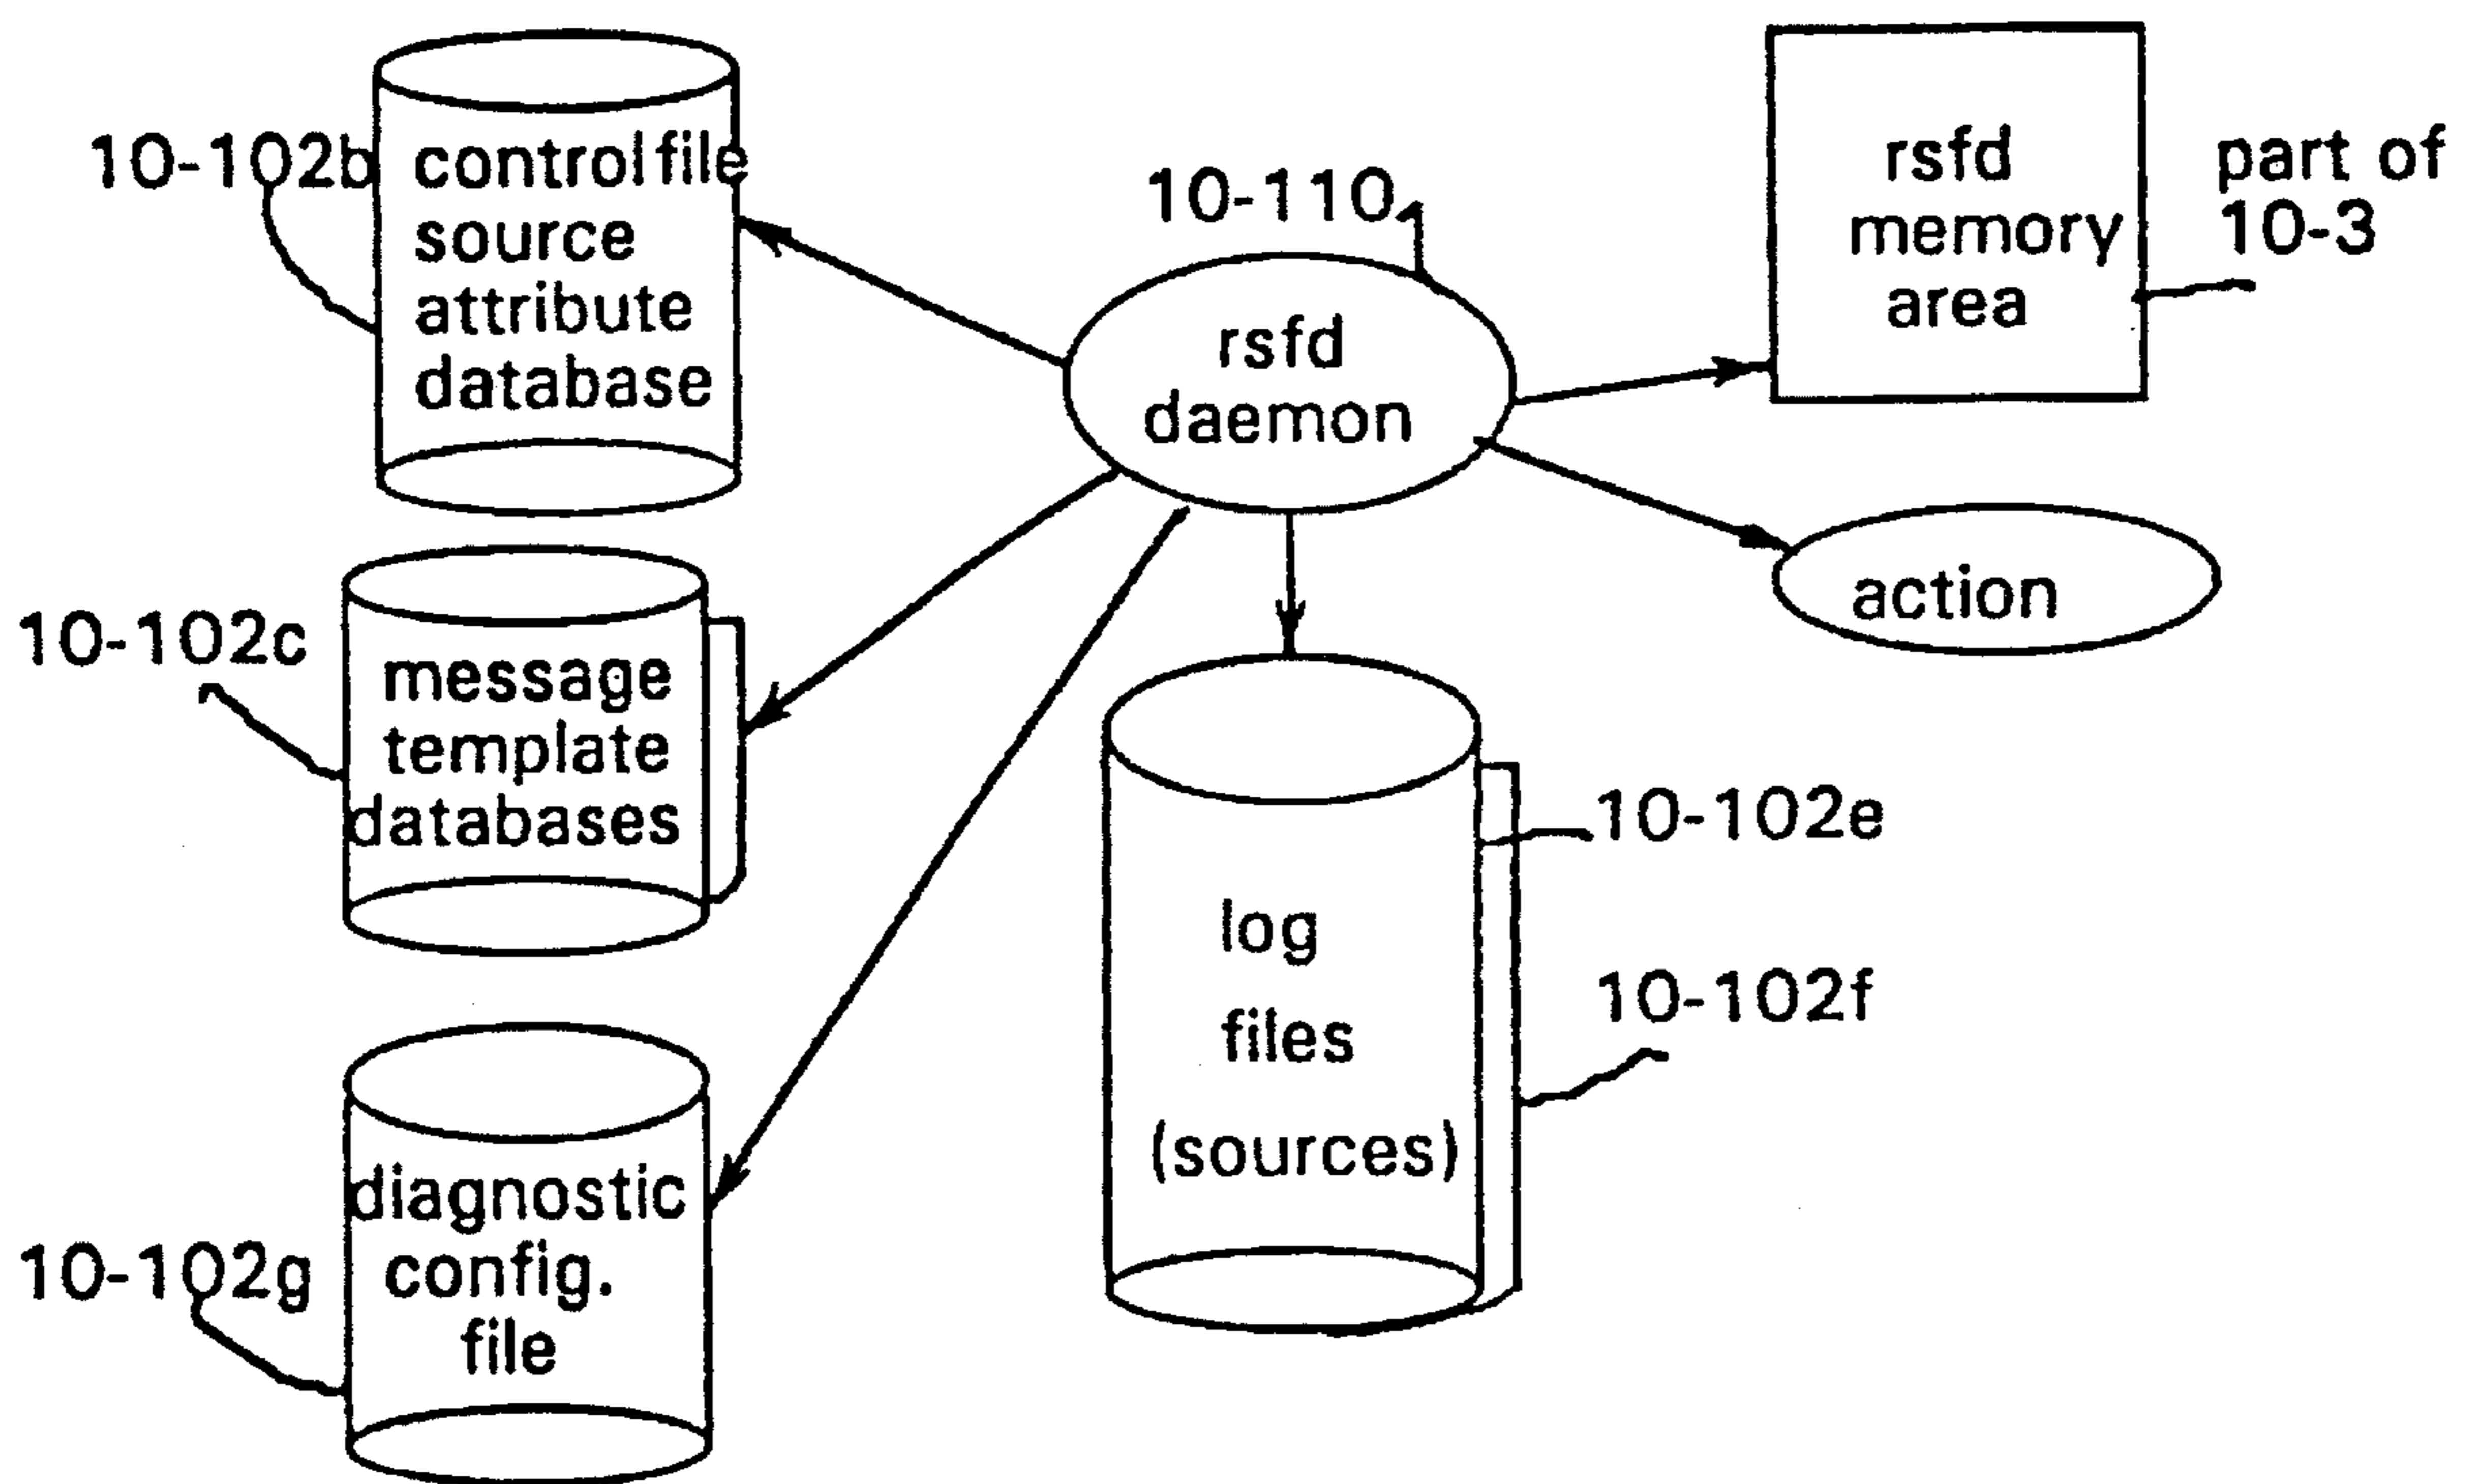 10-102b
control file
source
attribute
database
10-110
rsfd
daemon
rsfd
memory
area
part of
10-3
action
10-102c
message
template
databases
log
files
(sources)
10-102e
10-102f
10-102g
diagnostic
config.
file